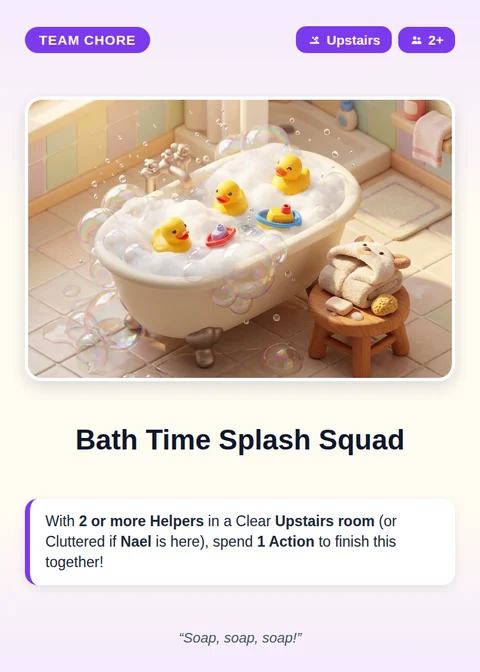 TEAM CHORE
Upstairs
2+
Bath Time Splash Squad
With 2 or more Helpers in a Clear Upstairs room (or
Cluttered if Nael is here), spend 1 Action to finish this
together!
“Soap, soap, soap!”